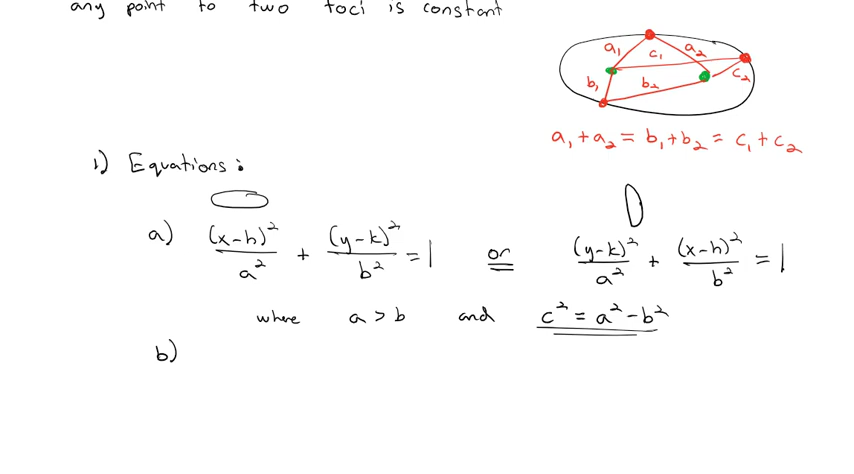 any point to two foci is constant
a₁ c₁ a₂
b₁ b₂ c₂
a₁ + a₂ = b₁ + b₂ = c₁ + c₂
1) Equations:
a) (x-h)²/a² + (y-k)²/b² = 1 or (y-k)²/a² + (x-h)²/b² = 1
where a > b and c² = a² - b²
b)